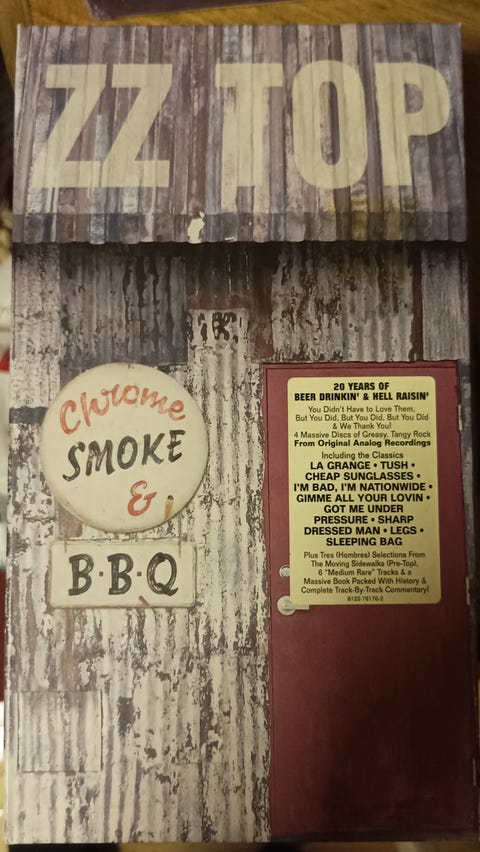 ZZ TOP
Chrome
SMOKE
&
B·B·Q
20 YEARS OF
BEER DRINKIN' & HELL RAISIN'
You Didn't Have to Love Them,
But You Did, But You Did, But You Did
& We Thank You!
4 Massive Discs of Greasy, Tangy Rock
From Original Analog Recordings
Including the Classics
LA GRANGE • TUSH •
CHEAP SUNGLASSES •
I'M BAD, I'M NATIONWIDE •
GIMME ALL YOUR LOVIN •
GOT ME UNDER
PRESSURE • SHARP
DRESSED MAN • LEGS •
SLEEPING BAG
Plus Tres (Hombres) Selections From
The Moving Sidewalks (Pre-Top),
6 "Medium Rare" Tracks & a
Massive Book Packed With History &
Complete Track-By-Track Commentary!
8122-78176-2